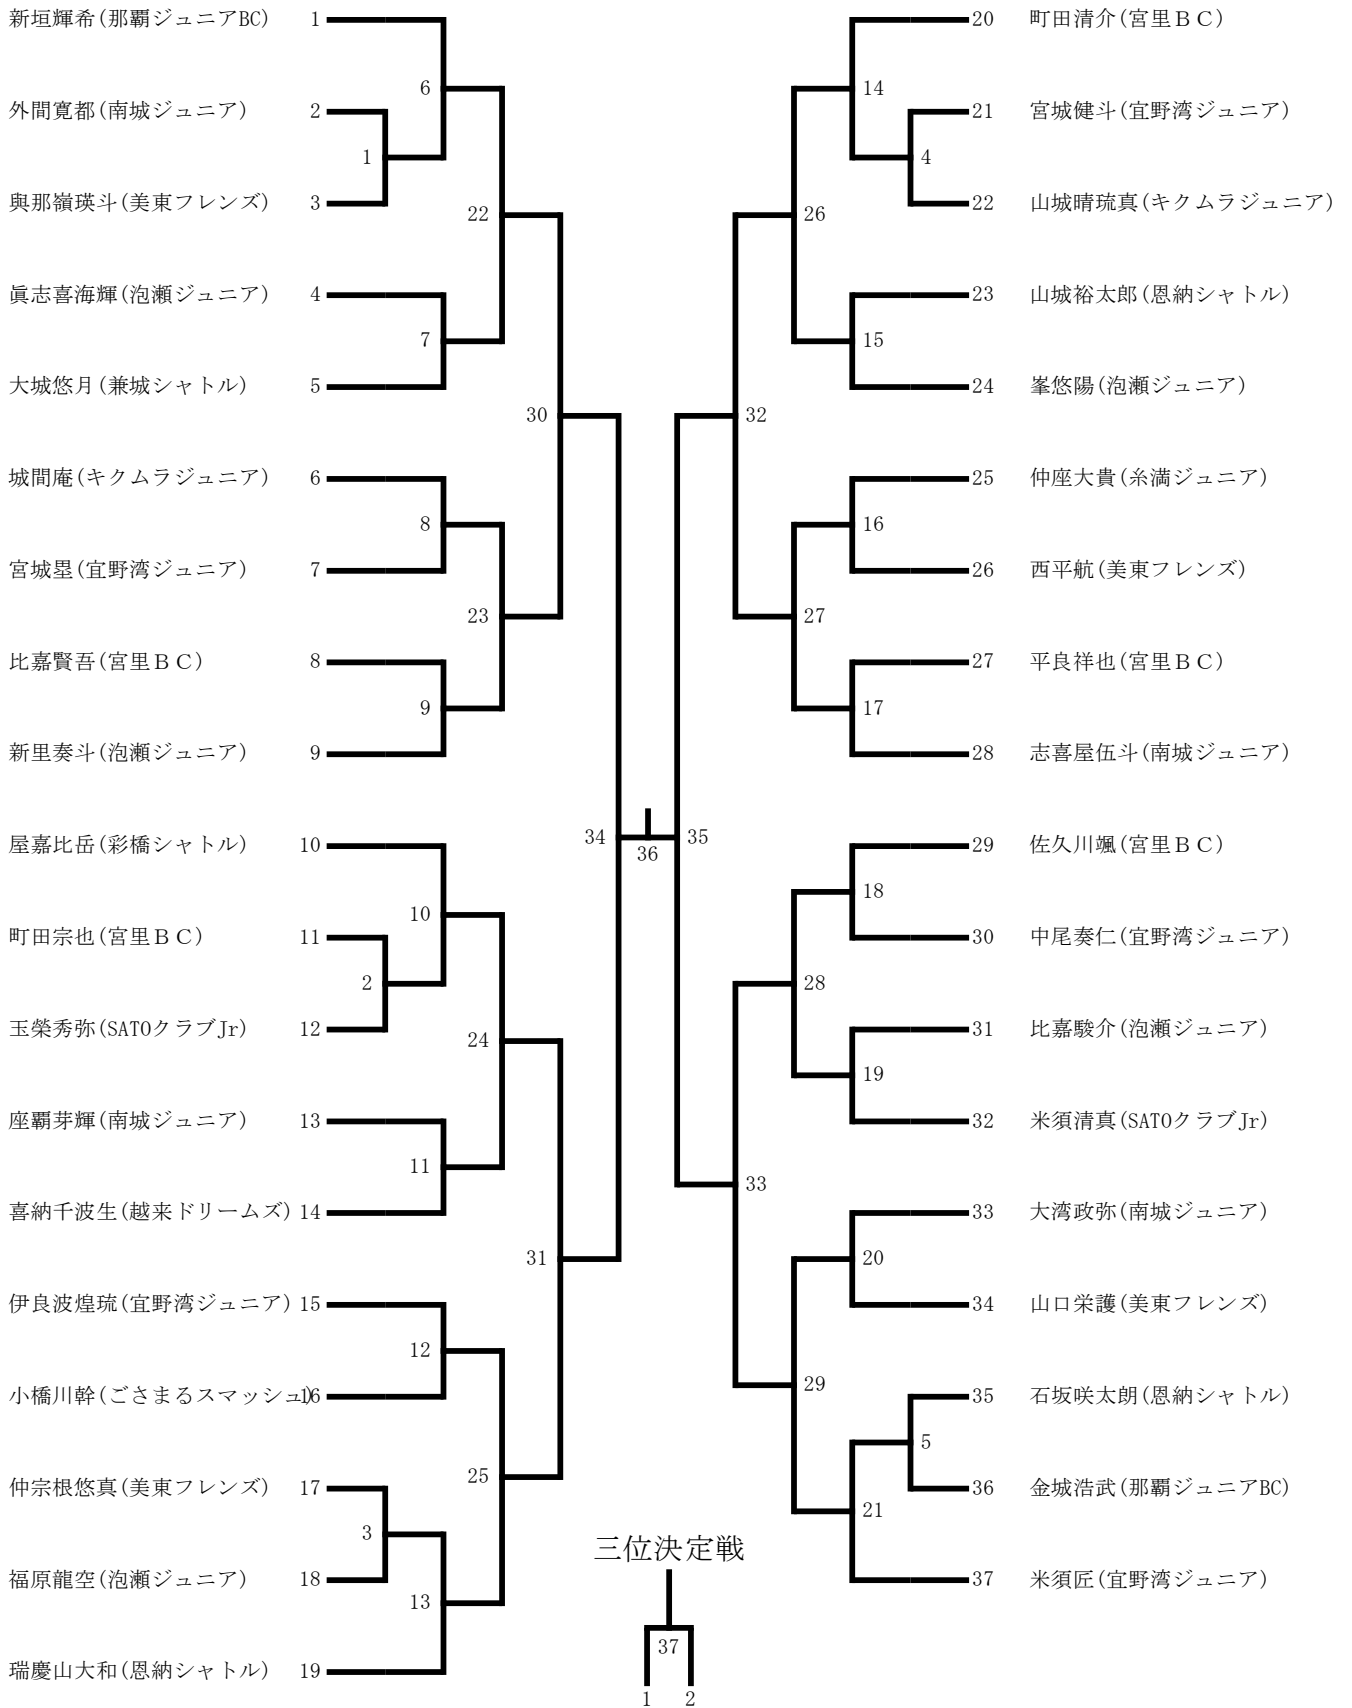 新垣輝希(那覇ジュニアBC) 1
6
外間寛都(南城ジュニア) 2
1
與那嶺瑛斗(美東フレンズ) 3
22
眞志喜海輝(泡瀬ジュニア) 4
7
大城悠月(兼城シャトル) 5
30
城間庵(キクムラジュニア) 6
8
宮城塁(宜野湾ジュニア) 7
23
比嘉賢吾(宮里ＢＣ) 8
9
新里奏斗(泡瀬ジュニア) 9
34
屋嘉比岳(彩橋シャトル) 10
10
町田宗也(宮里ＢＣ) 11
2
玉榮秀弥(SATOクラブJr) 12
24
座覇芽輝(南城ジュニア) 13
11
喜納千波生(越来ドリームズ) 14
31
伊良波煌琉(宜野湾ジュニア) 15
12
小橋川幹(ごさまるスマッシュ) 16
25
仲宗根悠真(美東フレンズ) 17
3
福原龍空(泡瀬ジュニア) 18
13
瑞慶山大和(恩納シャトル) 19
36
20 町田清介(宮里ＢＣ)
14
21 宮城健斗(宜野湾ジュニア)
4
22 山城晴琉真(キクムラジュニア)
26
23 山城裕太郎(恩納シャトル)
15
24 峯悠陽(泡瀬ジュニア)
32
25 仲座大貴(糸満ジュニア)
16
26 西平航(美東フレンズ)
27
27 平良祥也(宮里ＢＣ)
17
28 志喜屋伍斗(南城ジュニア)
35
29 佐久川颯(宮里ＢＣ)
18
30 中尾奏仁(宜野湾ジュニア)
28
31 比嘉駿介(泡瀬ジュニア)
19
32 米須清真(SATOクラブJr)
33
33 大湾政弥(南城ジュニア)
20
34 山口栄護(美東フレンズ)
29
35 石坂咲太朗(恩納シャトル)
5
36 金城浩武(那覇ジュニアBC)
21
37 米須匠(宜野湾ジュニア)
三位決定戦
37
1 2